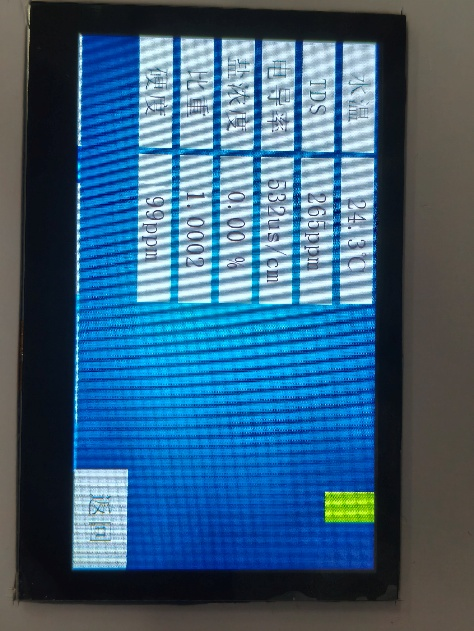 水温 24.3℃
TDS 265ppm
电导率 532us/cm
盐浓度 0.00 %
比重 1.0002
硬度 99ppm
返回